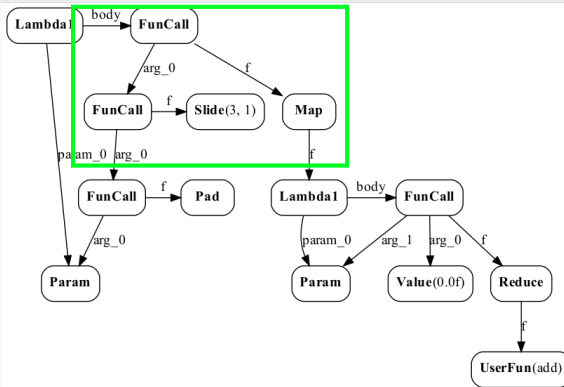 Lambda1 body FunCall
arg_0 f
FunCall f Slide(3, 1) Map
param_0 arg_0 f
FunCall f Pad Lambda1 body FunCall
arg_0 param_0 arg_1 arg_0 f
Param Param Value(0.0f) Reduce
f
UserFun(add)